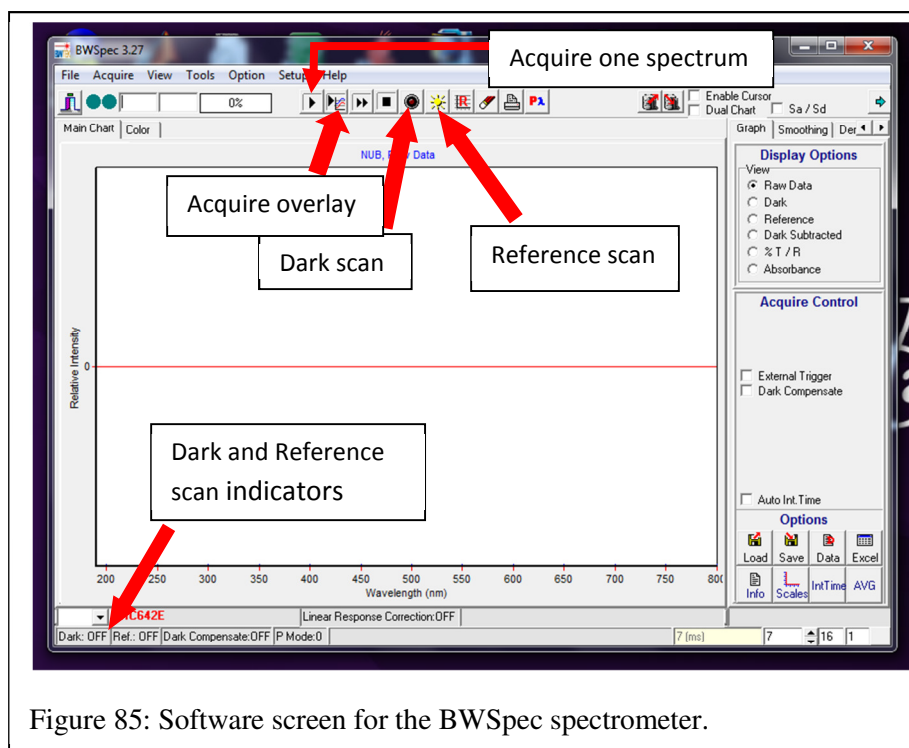 BWSpec 3.27
Acquire one spectrum
File Acquire View Tools Option Setup Help
0%
Pλ
Enable Cursor
Dual Chart Sa / Sd
Main Chart Color
Graph Smoothing
NUB, Data
Display Options
View
Raw Data
Dark
Reference
Dark Subtracted
% T / R
Absorbance
Acquire overlay
Dark scan
Reference scan
Acquire Control
External Trigger
Dark Compensate
Auto Int.Time
Relative Intensity
0
Dark and Reference
scan indicators
Options
Load Save Data Excel
Info Scales IntTime AVG
200 250 300 350 400 450 500 550 600 650 700 750
Wavelength (nm)
Linear Response Correction:OFF
Dark: OFF Ref.: OFF Dark Compensate:OFF P Mode:0 7 (ms) 7 16 1
Figure 85: Software screen for the BWSpec spectrometer.